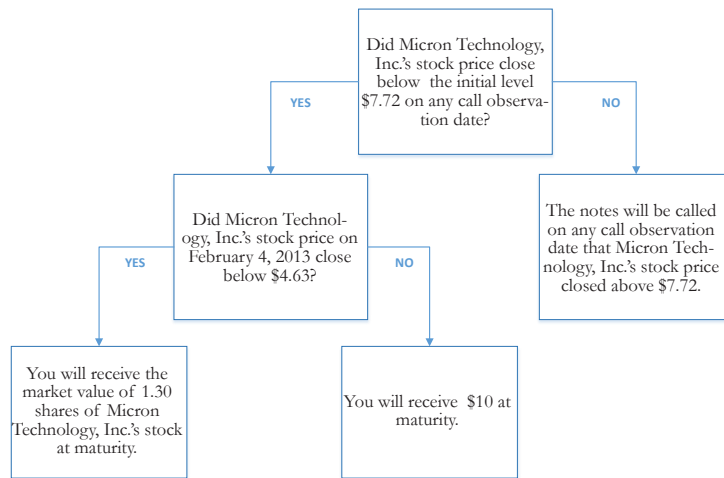 Did Micron Technology,
Inc.'s stock price close
below the initial level
$7.72 on any call observa-
tion date?
YES
NO
Did Micron Technol-
ogy, Inc.'s stock price on
February 4, 2013 close
below $4.63?
The notes will be called
on any call observation
date that Micron Tech-
nology, Inc.'s stock price
closed above $7.72.
YES
NO
You will receive the
market value of 1.30
shares of Micron
Technology, Inc.'s stock
at maturity.
You will receive $10 at
maturity.